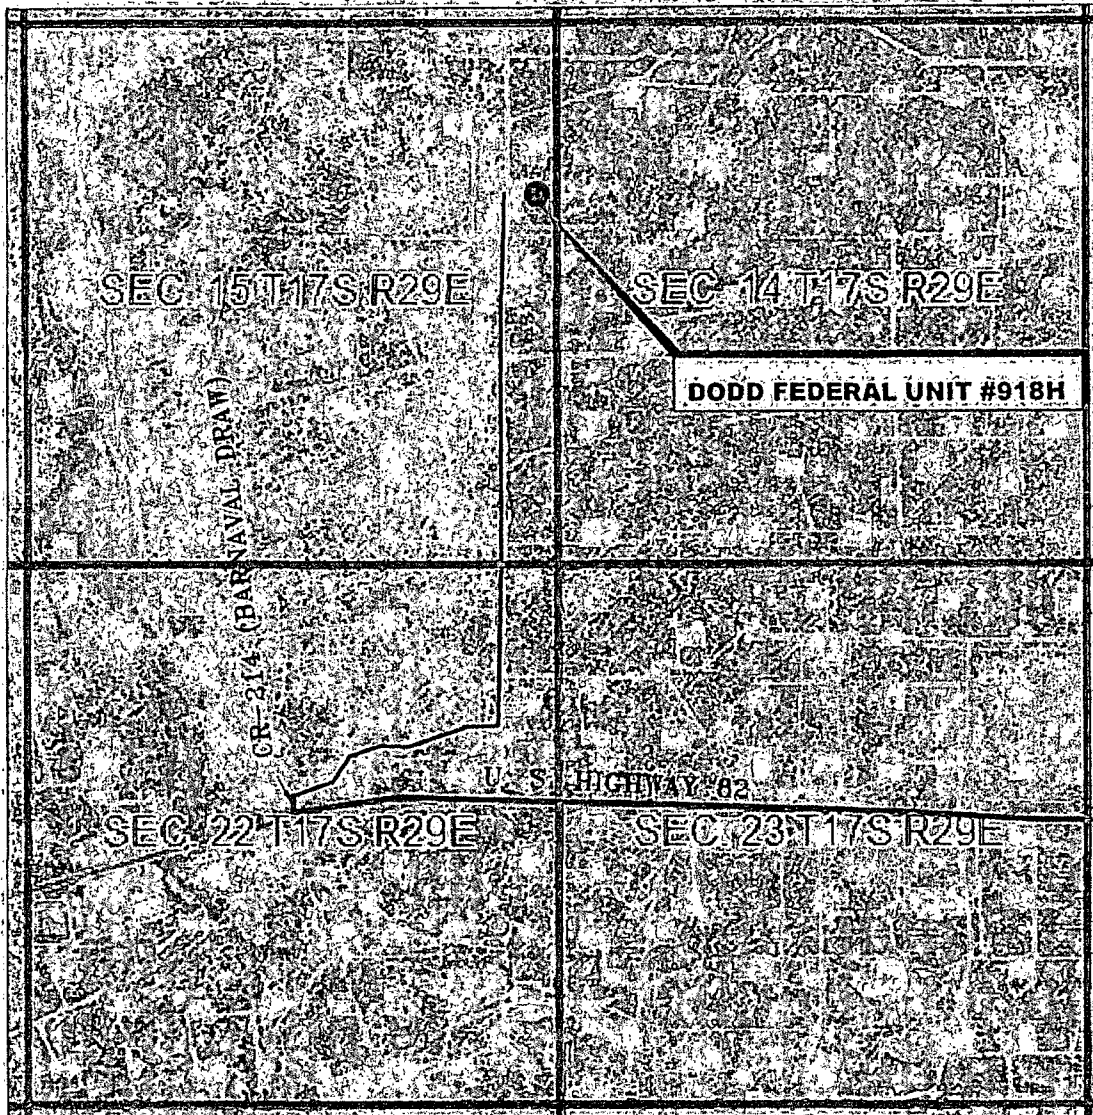 SEC. 15 T17S R29E
SEC. 14 T17S R29E
DODD FEDERAL UNIT #918H
CR-214 (BARNAVAL DRAW)
U. S. HIGHWAY 82
SEC. 22 T17S R29E
SEC. 23 T17S R29E